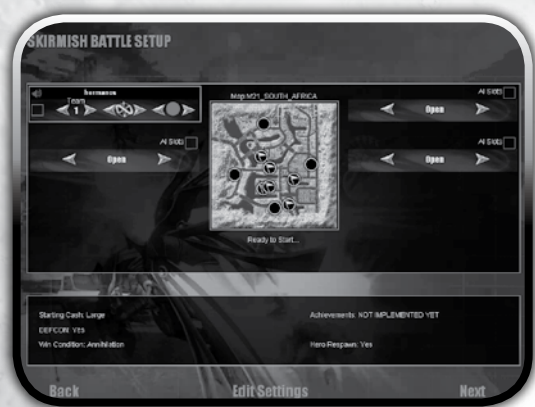 SKIRMISH BATTLE SETUP
Team
1
Map:M21_SOUTH_AFRICA
AI Slots
Open
AI Slots
Open
AI Slots
Open
Ready to Start...
Starting Cash: Large
Achievements: NOT IMPLEMENTED YET
DEFCON: Yes
Win Condition: Annihilation
Hero Respawn: Yes
Back
Edit Settings
Next